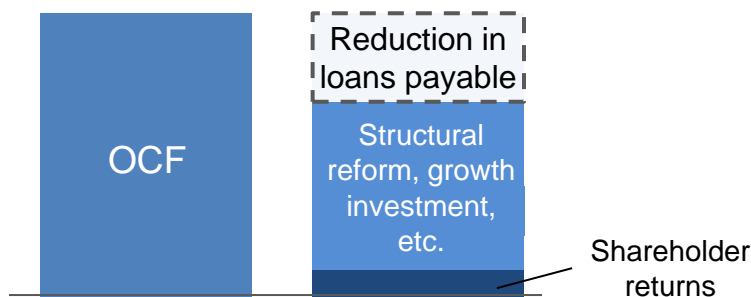 OCF
Reduction in
loans payable
Structural
reform, growth
investment,
etc.
Shareholder
returns